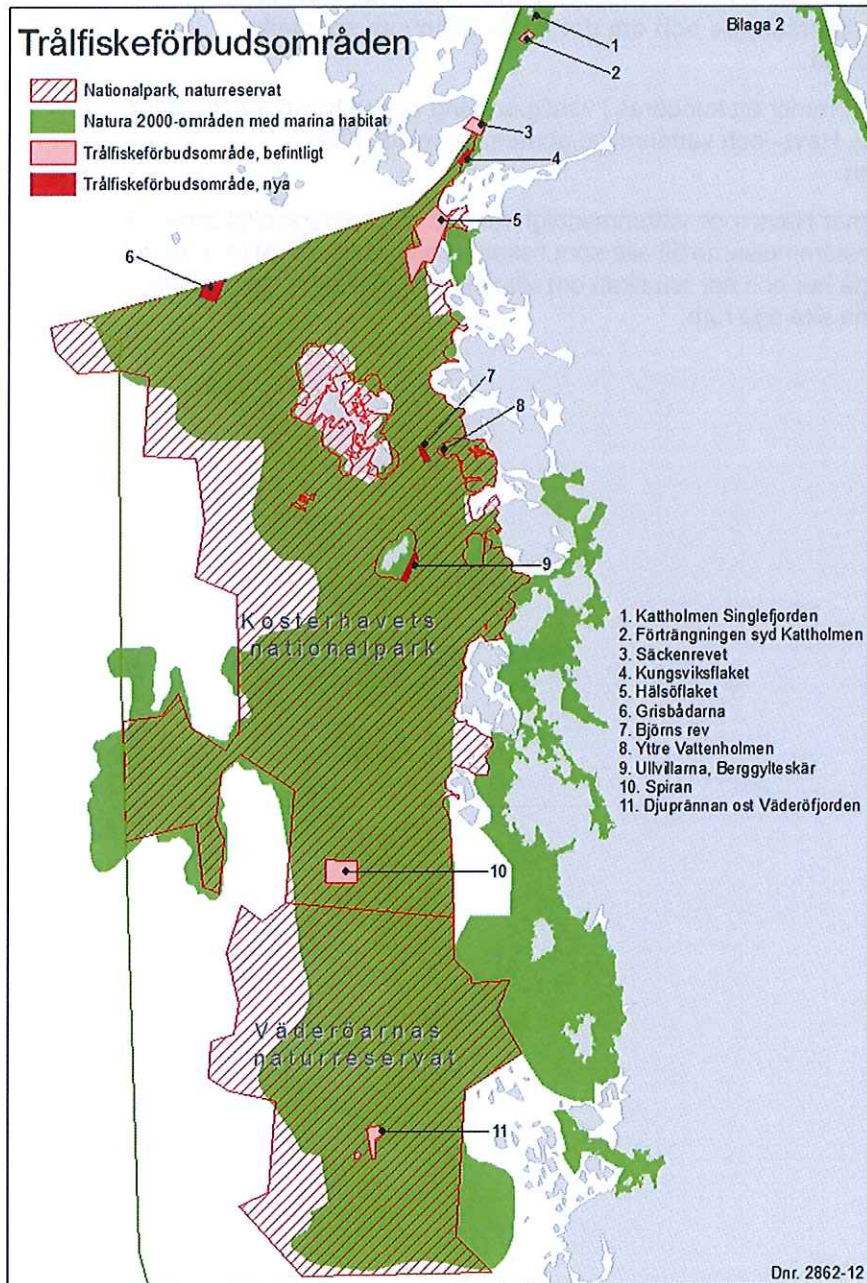 Bilaga 2
Trålfiskeförbudsområden
Nationalpark, naturreservat
Natura 2000-områden med marina habitat
Trålfiskeförbudsområde, befintligt
Trålfiskeförbudsområde, nya
1
2
3
4
5
6
7
8
9
Kosterhavets
nationalpark
1. Kattholmen Singlefjorden
2. Förträngningen syd Kattholmen
3. Säckenrevet
4. Kungsviksflaket
5. Hälsöflaket
6. Grisbådarna
7. Björns rev
8. Yttre Vattenholmen
9. Ullvillarna, Berggylteskär
10. Spiran
11. Djuprännan ost Väderöfjorden
10
Väderöarnas
naturreservat
11
Dnr. 2862-12